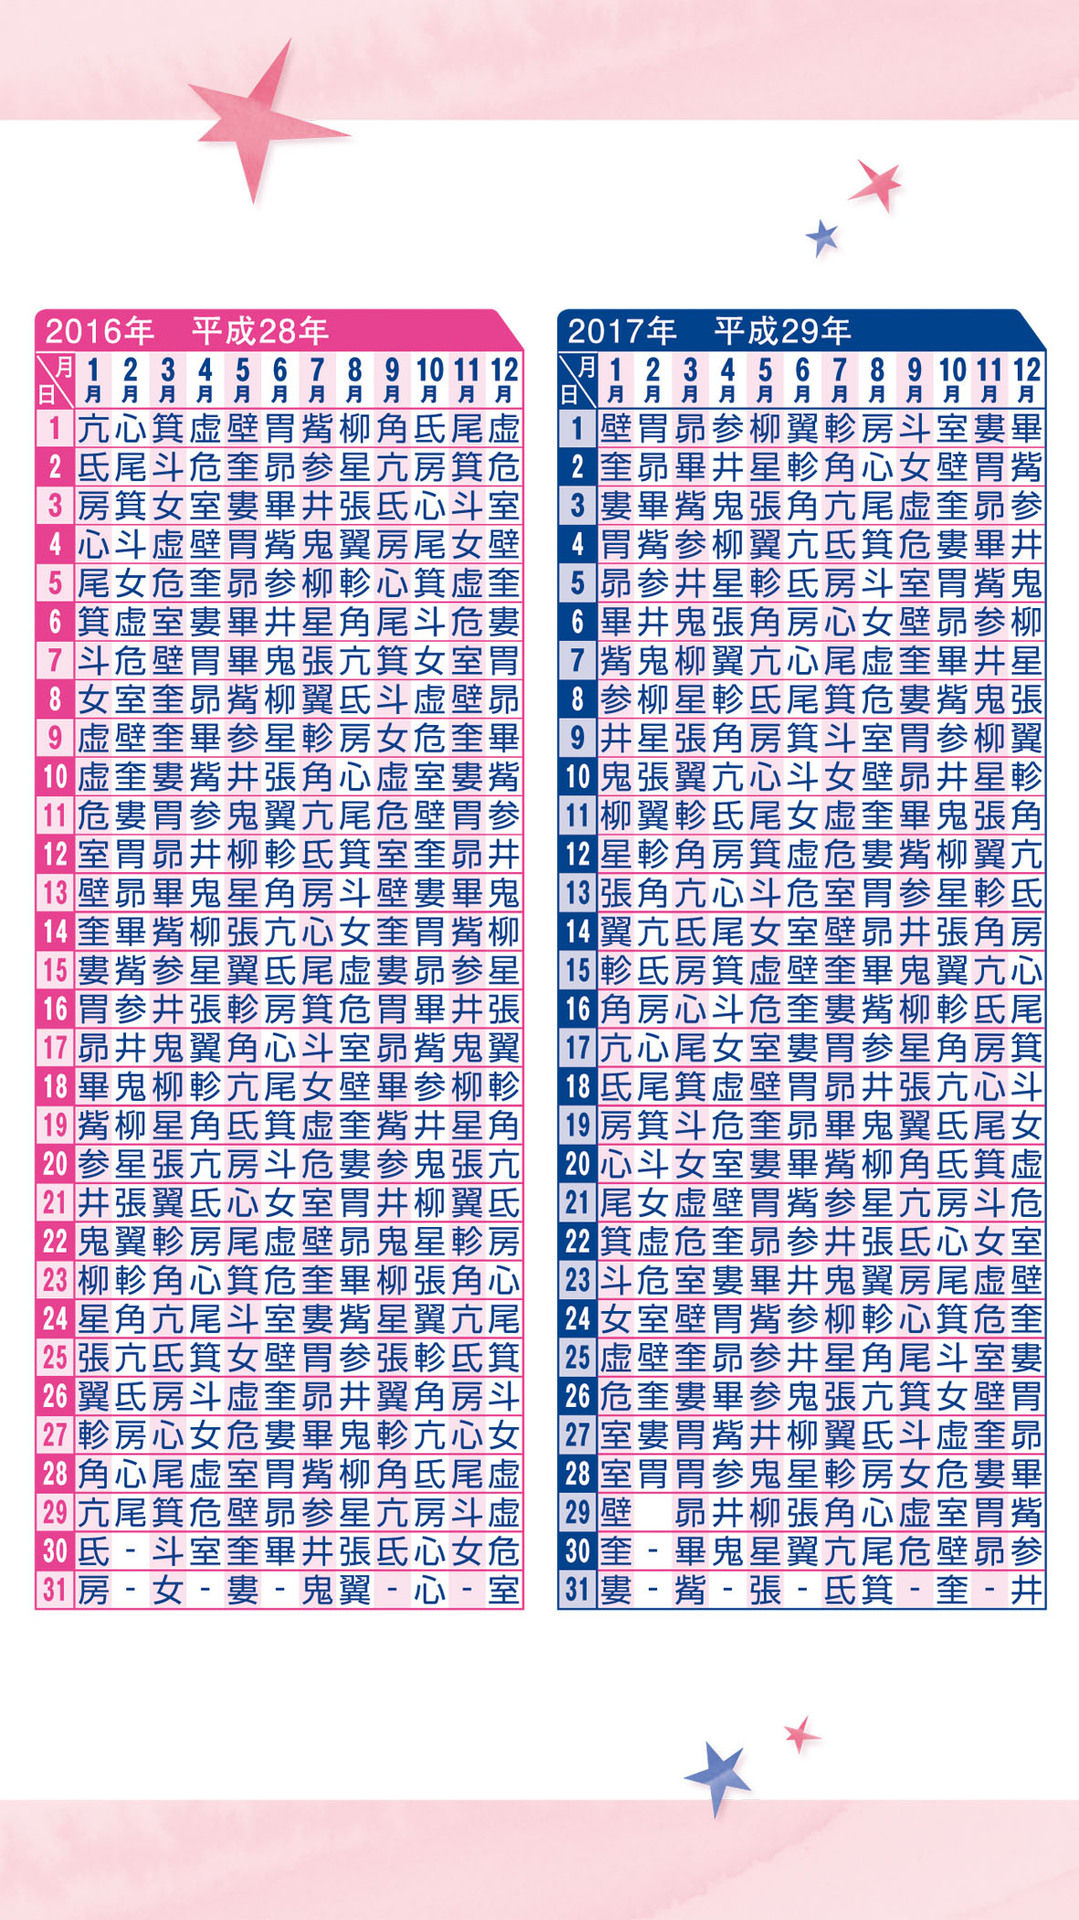 2016年 平成28年
月 1月 2月 3月 4月 5月 6月 7月 8月 9月 10月 11月 12月
日
1 亢 心 箕 虚 壁 胃 觜 柳 角 氐 尾 虚
2 氐 尾 斗 危 奎 昴 参 星 亢 房 箕 危
3 房 箕 女 室 婁 畢 井 張 氐 心 斗 室
4 心 斗 虚 壁 胃 觜 鬼 翼 房 尾 女 壁
5 尾 女 危 奎 昴 参 柳 軫 心 箕 虚 奎
6 箕 虚 室 婁 畢 井 星 角 尾 斗 危 婁
7 斗 危 壁 胃 畢 鬼 張 亢 箕 女 室 胃
8 女 室 奎 昴 觜 柳 翼 氐 斗 虚 壁 昴
9 虚 壁 奎 畢 参 星 軫 房 女 危 奎 畢
10 虚 奎 婁 觜 井 張 角 心 虚 室 婁 觜
11 危 婁 胃 参 鬼 翼 亢 尾 危 壁 胃 参
12 室 胃 昴 井 柳 軫 氐 箕 室 奎 昴 井
13 壁 昴 畢 鬼 星 角 房 斗 壁 婁 畢 鬼
14 奎 畢 觜 柳 張 亢 心 女 奎 胃 觜 柳
15 婁 觜 参 星 翼 氐 尾 虚 婁 昴 参 星
16 胃 参 井 張 軫 房 箕 危 胃 畢 井 張
17 昴 井 鬼 翼 角 心 斗 室 昴 觜 鬼 翼
18 畢 鬼 柳 軫 亢 尾 女 壁 畢 参 柳 軫
19 觜 柳 星 角 氐 箕 虚 奎 觜 井 星 角
20 参 星 張 亢 房 斗 危 婁 参 鬼 張 亢
21 井 張 翼 氐 心 女 室 胃 井 柳 翼 氐
22 鬼 翼 軫 房 尾 虚 壁 昴 鬼 星 軫 房
23 柳 軫 角 心 箕 危 奎 畢 柳 張 角 心
24 星 角 亢 尾 斗 室 婁 觜 星 翼 亢 尾
25 張 亢 氐 箕 女 壁 胃 参 張 軫 氐 箕
26 翼 氐 房 斗 虚 奎 昴 井 翼 角 房 斗
27 軫 房 心 女 危 婁 畢 鬼 軫 亢 心 女
28 角 心 尾 虚 室 胃 觜 柳 角 氐 尾 虚
29 亢 尾 箕 危 壁 昴 参 星 亢 房 斗 虚
30 氐 - 斗 室 奎 畢 井 張 氐 心 女 危
31 房 - 女 - 婁 - 鬼 翼 - 心 - 室
2017年 平成29年
月 1月 2月 3月 4月 5月 6月 7月 8月 9月 10月 11月 12月
日
1 壁 胃 昴 参 柳 翼 軫 房 斗 室 婁 畢
2 奎 昴 畢 井 星 軫 角 心 女 壁 胃 觜
3 婁 畢 觜 鬼 張 角 亢 尾 虚 奎 昴 参
4 胃 觜 参 柳 翼 亢 氐 箕 危 婁 畢 井
5 昴 参 井 星 軫 氐 房 斗 室 胃 觜 鬼
6 畢 井 鬼 張 角 房 心 女 壁 昴 参 柳
7 觜 鬼 柳 翼 亢 心 尾 虚 奎 畢 井 星
8 参 柳 星 軫 氐 尾 箕 危 婁 觜 鬼 張
9 井 星 張 角 房 箕 斗 室 胃 参 柳 翼
10 鬼 張 翼 亢 心 斗 女 壁 昴 井 星 軫
11 柳 翼 軫 氐 尾 女 虚 奎 畢 鬼 張 角
12 星 軫 角 房 箕 虚 危 婁 觜 柳 翼 亢
13 張 角 亢 心 斗 危 室 胃 参 星 軫 氐
14 翼 亢 氐 尾 女 室 壁 昴 井 張 角 房
15 軫 氐 房 箕 虚 壁 奎 畢 鬼 翼 亢 心
16 角 房 心 斗 危 奎 婁 觜 柳 軫 氐 尾
17 亢 心 尾 女 室 婁 胃 参 星 角 房 箕
18 氐 尾 箕 虚 壁 胃 昴 井 張 亢 心 斗
19 房 箕 斗 危 奎 昴 畢 鬼 翼 氐 尾 女
20 心 斗 女 室 婁 畢 觜 柳 角 氐 箕 虚
21 尾 女 虚 壁 胃 觜 参 星 亢 房 斗 危
22 箕 虚 危 奎 昴 参 井 張 氐 心 女 室
23 斗 危 室 婁 畢 井 鬼 翼 房 尾 虚 壁
24 女 室 壁 胃 觜 参 柳 軫 心 箕 危 奎
25 虚 壁 奎 昴 参 井 星 角 尾 斗 室 婁
26 危 奎 婁 畢 参 鬼 張 亢 箕 女 壁 胃
27 室 婁 胃 觜 井 柳 翼 氐 斗 虚 奎 昴
28 室 胃 胃 参 鬼 星 軫 房 女 危 婁 畢
29 壁 昴 井 柳 張 角 心 虚 室 胃 觜
30 奎 - 畢 鬼 星 翼 亢 尾 危 壁 昴 参
31 婁 - 觜 - 張 - 氐 箕 - 奎 - 井